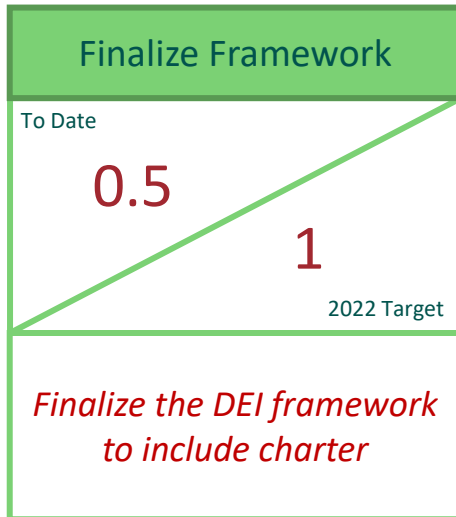 Finalize Framework
To Date
0.5
1
2022 Target
Finalize the DEI framework
to include charter